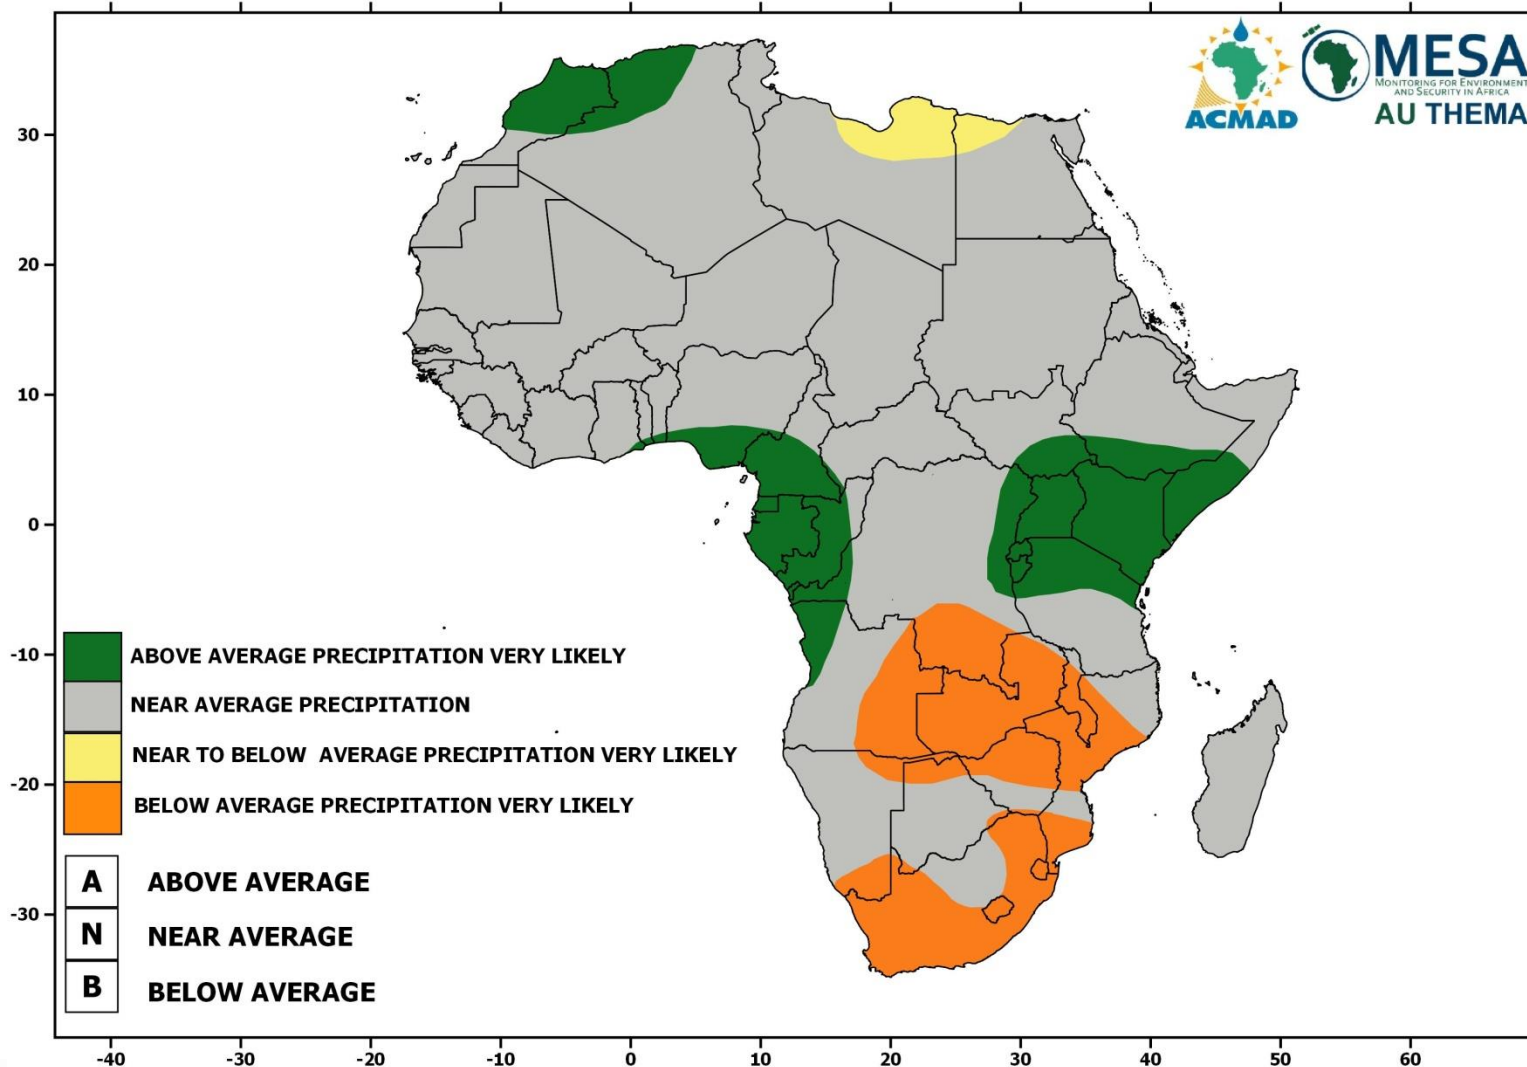 MESA
MONITORING FOR ENVIRONMENT
AND SECURITY IN AFRICA
AU THEMA
ACMAD
30
20
10
0
-10
-20
-30
ABOVE AVERAGE PRECIPITATION VERY LIKELY
NEAR AVERAGE PRECIPITATION
NEAR TO BELOW AVERAGE PRECIPITATION VERY LIKELY
BELOW AVERAGE PRECIPITATION VERY LIKELY
A ABOVE AVERAGE
N NEAR AVERAGE
B BELOW AVERAGE
-40 -30 -20 -10 0 10 20 30 40 50 60